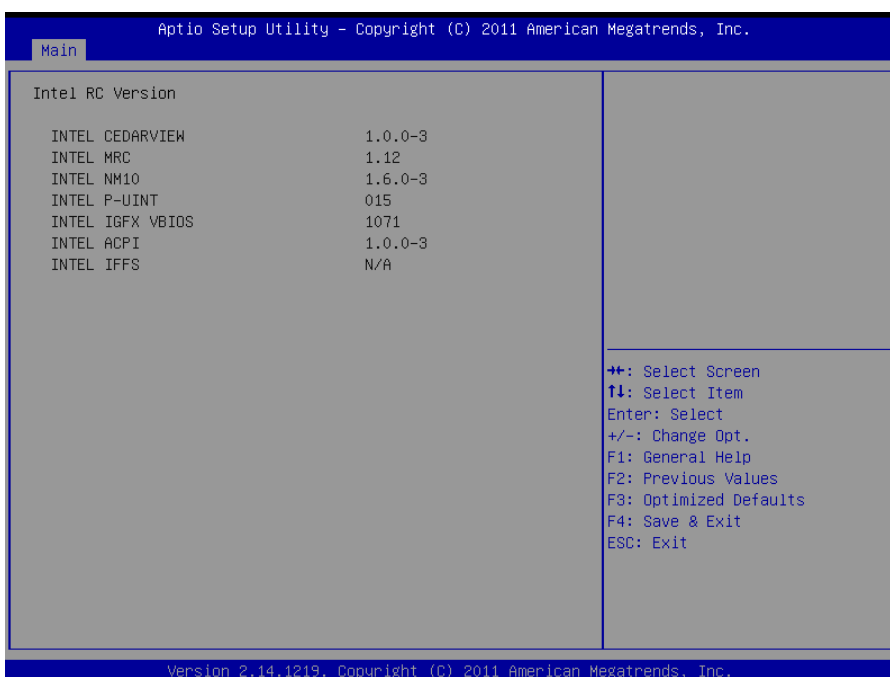 Aptio Setup Utility – Copyright (C) 2011 American Megatrends, Inc.
Main
Intel RC Version
INTEL CEDARVIEW 1.0.0-3
INTEL MRC 1.12
INTEL NM10 1.6.0-3
INTEL P-UINT 015
INTEL IGFX VBIOS 1071
INTEL ACPI 1.0.0-3
INTEL IFFS N/A
→←: Select Screen
↑↓: Select Item
Enter: Select
+/-: Change Opt.
F1: General Help
F2: Previous Values
F3: Optimized Defaults
F4: Save & Exit
ESC: Exit
Version 2.14.1219. Copyright (C) 2011 American Megatrends, Inc.